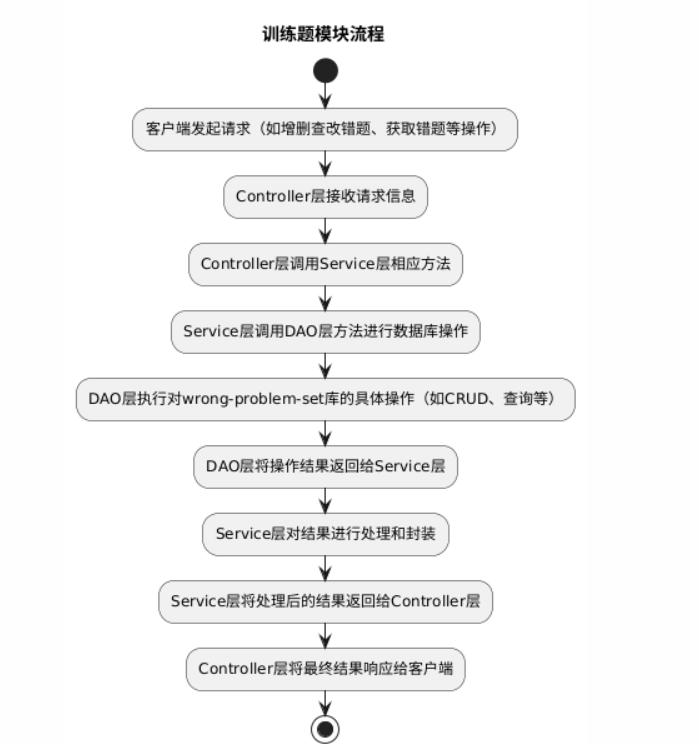 训练题模块流程
客户端发起请求（如增删查改错题、获取错题等操作）
Controller层接收请求信息
Controller层调用Service层相应方法
Service层调用DAO层方法进行数据库操作
DAO层执行对wrong-problem-set库的具体操作（如CRUD、查询等）
DAO层将操作结果返回给Service层
Service层对结果进行处理和封装
Service层将处理后的结果返回给Controller层
Controller层将最终结果响应给客户端